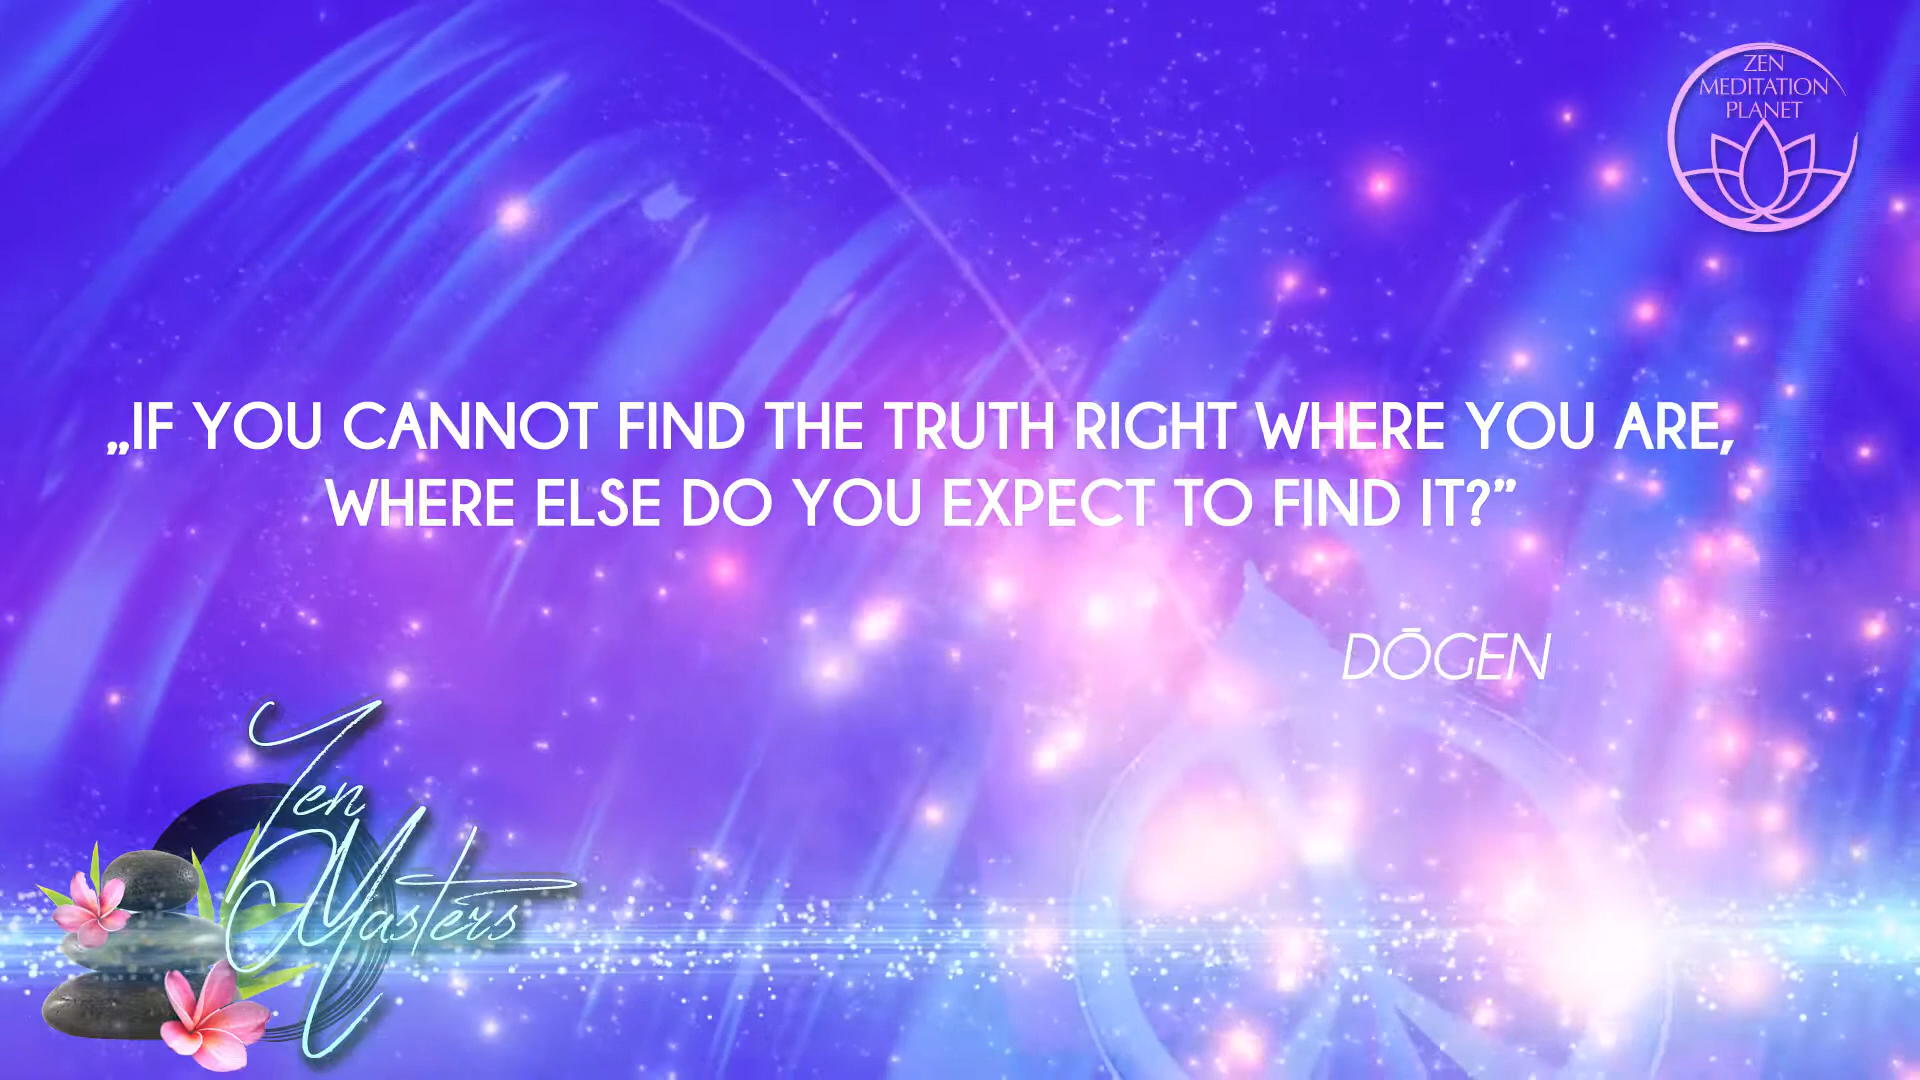 ZEN
MEDITATION
PLANET
„IF YOU CANNOT FIND THE TRUTH RIGHT WHERE YOU ARE,
WHERE ELSE DO YOU EXPECT TO FIND IT?”
DŌGEN
Zen
Masters